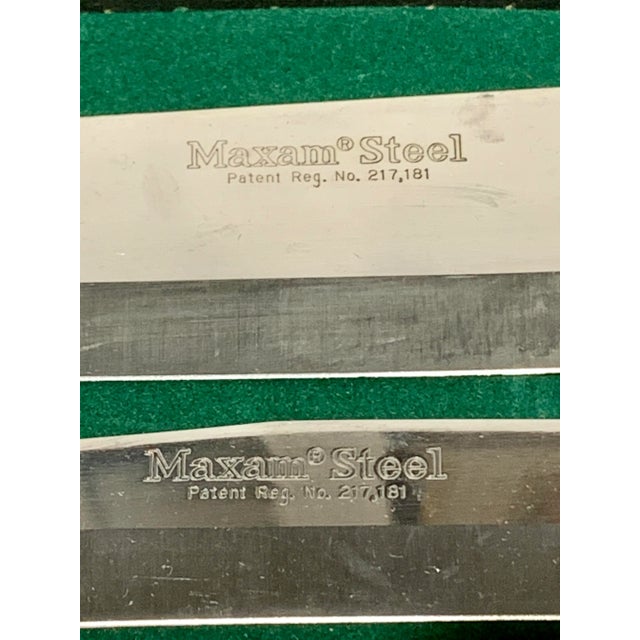 Maxam® Steel
Patent Reg. No. 217,181
Maxam® Steel
Patent Reg. No. 217,181